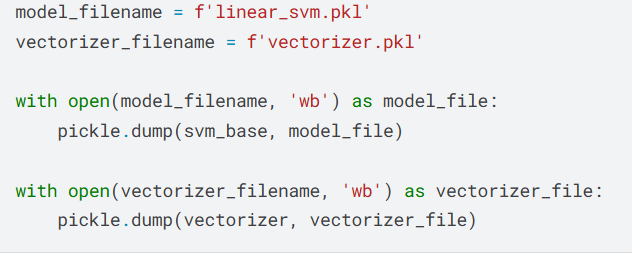 model_filename = f'linear_svm.pkl'
vectorizer_filename = f'vectorizer.pkl'
with open(model_filename, 'wb') as model_file:
    pickle.dump(svm_base, model_file)
with open(vectorizer_filename, 'wb') as vectorizer_file:
    pickle.dump(vectorizer, vectorizer_file)